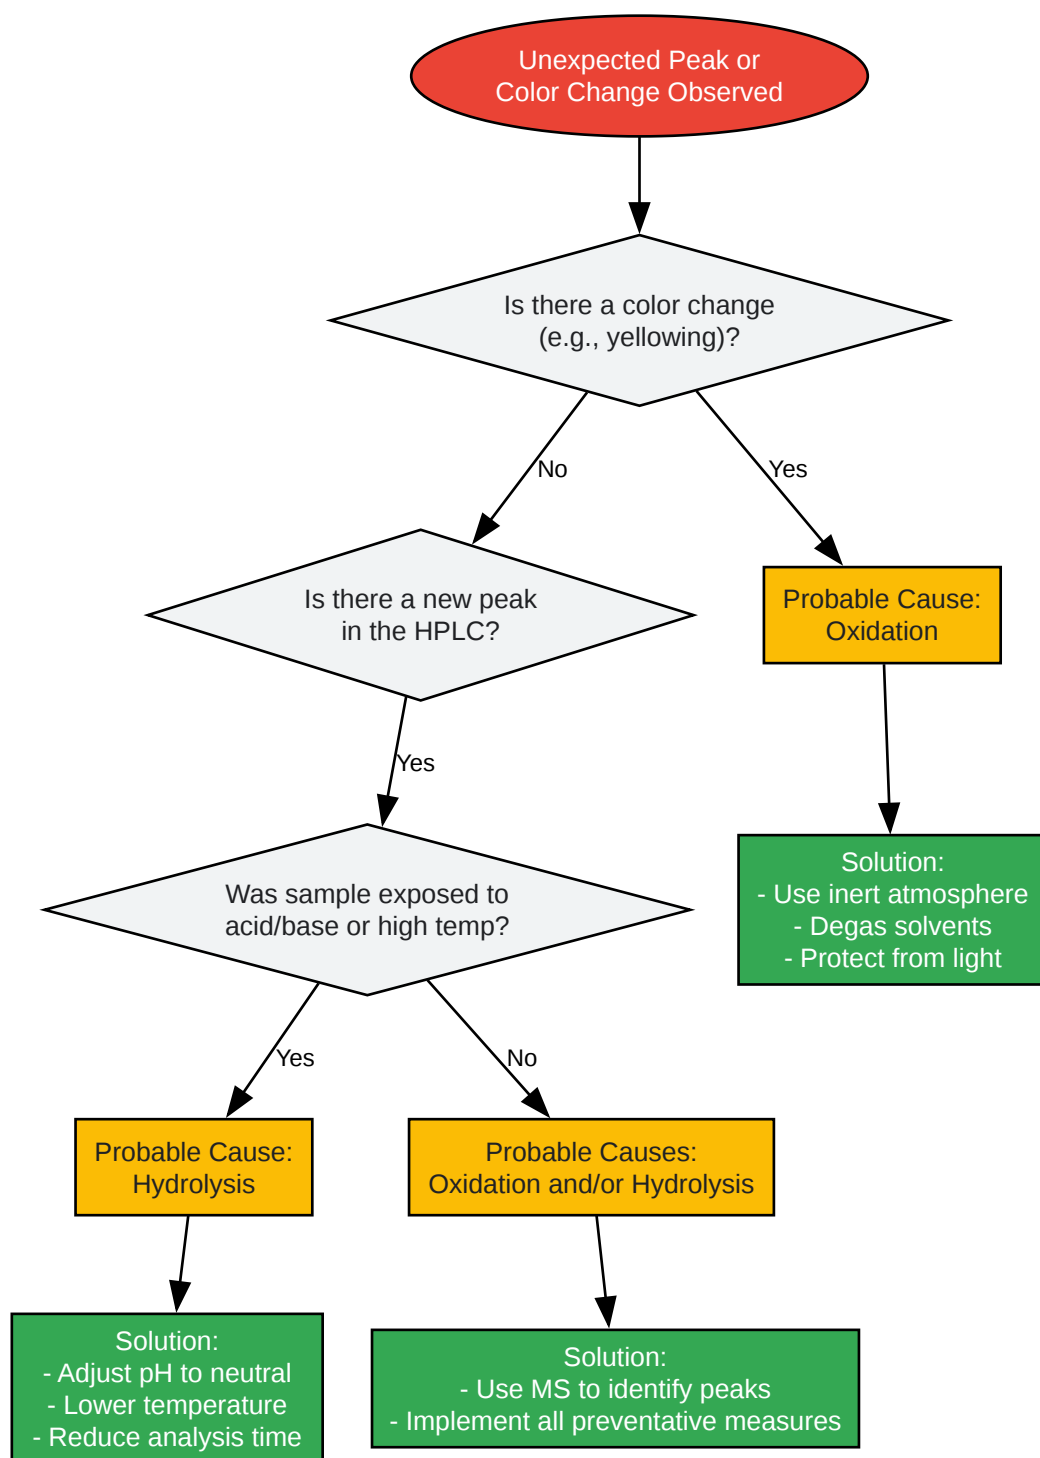 Unexpected Peak or
Color Change Observed
Is there a color change
(e.g., yellowing)?
No
Yes
Is there a new peak
in the HPLC?
Probable Cause:
Oxidation
Yes
Solution:
- Use inert atmosphere
- Degas solvents
- Protect from light
Was sample exposed to
acid/base or high temp?
Yes
No
Probable Cause:
Hydrolysis
Probable Causes:
Oxidation and/or Hydrolysis
Solution:
- Adjust pH to neutral
- Lower temperature
- Reduce analysis time
Solution:
- Use MS to identify peaks
- Implement all preventative measures